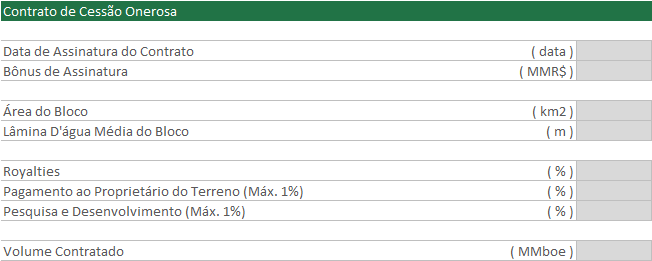 Contrato de Cessão Onerosa
Data de Assinatura do Contrato ( data )
Bônus de Assinatura ( MMR$ )
Área do Bloco ( km2 )
Lâmina D'água Média do Bloco ( m )
Royalties ( % )
Pagamento ao Proprietário do Terreno (Máx. 1%) ( % )
Pesquisa e Desenvolvimento (Máx. 1%) ( % )
Volume Contratado ( MMboe )